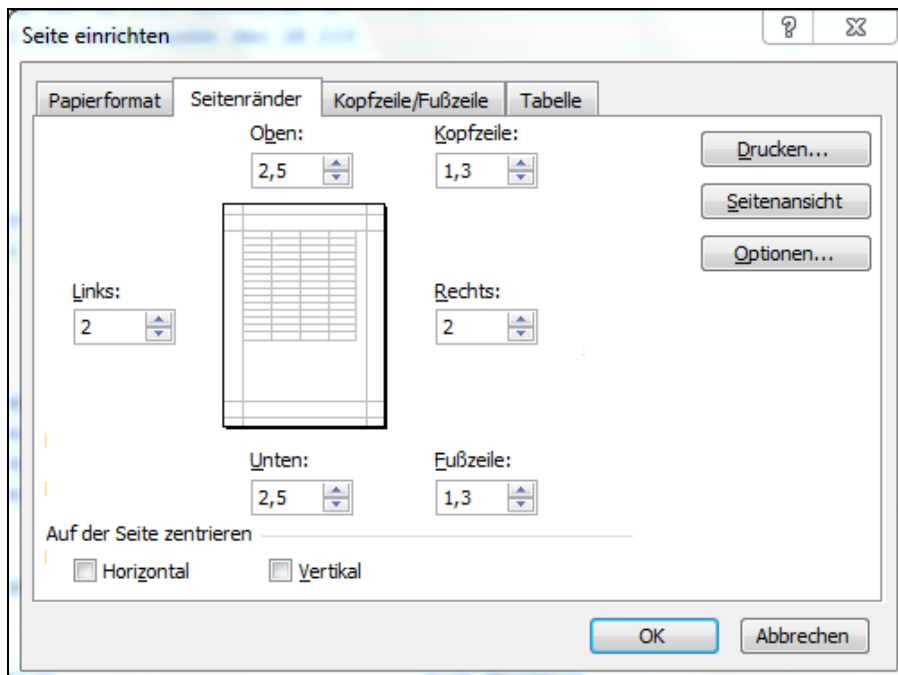 Seite einrichten
Papierformat Seitenränder Kopfzeile/Fußzeile Tabelle
Oben: Kopfzeile:
2,5 1,3
Drucken...
Seitenansicht
Optionen...
Links: Rechts:
2 2
Unten: Fußzeile:
2,5 1,3
Auf der Seite zentrieren
Horizontal Vertikal
OK Abbrechen